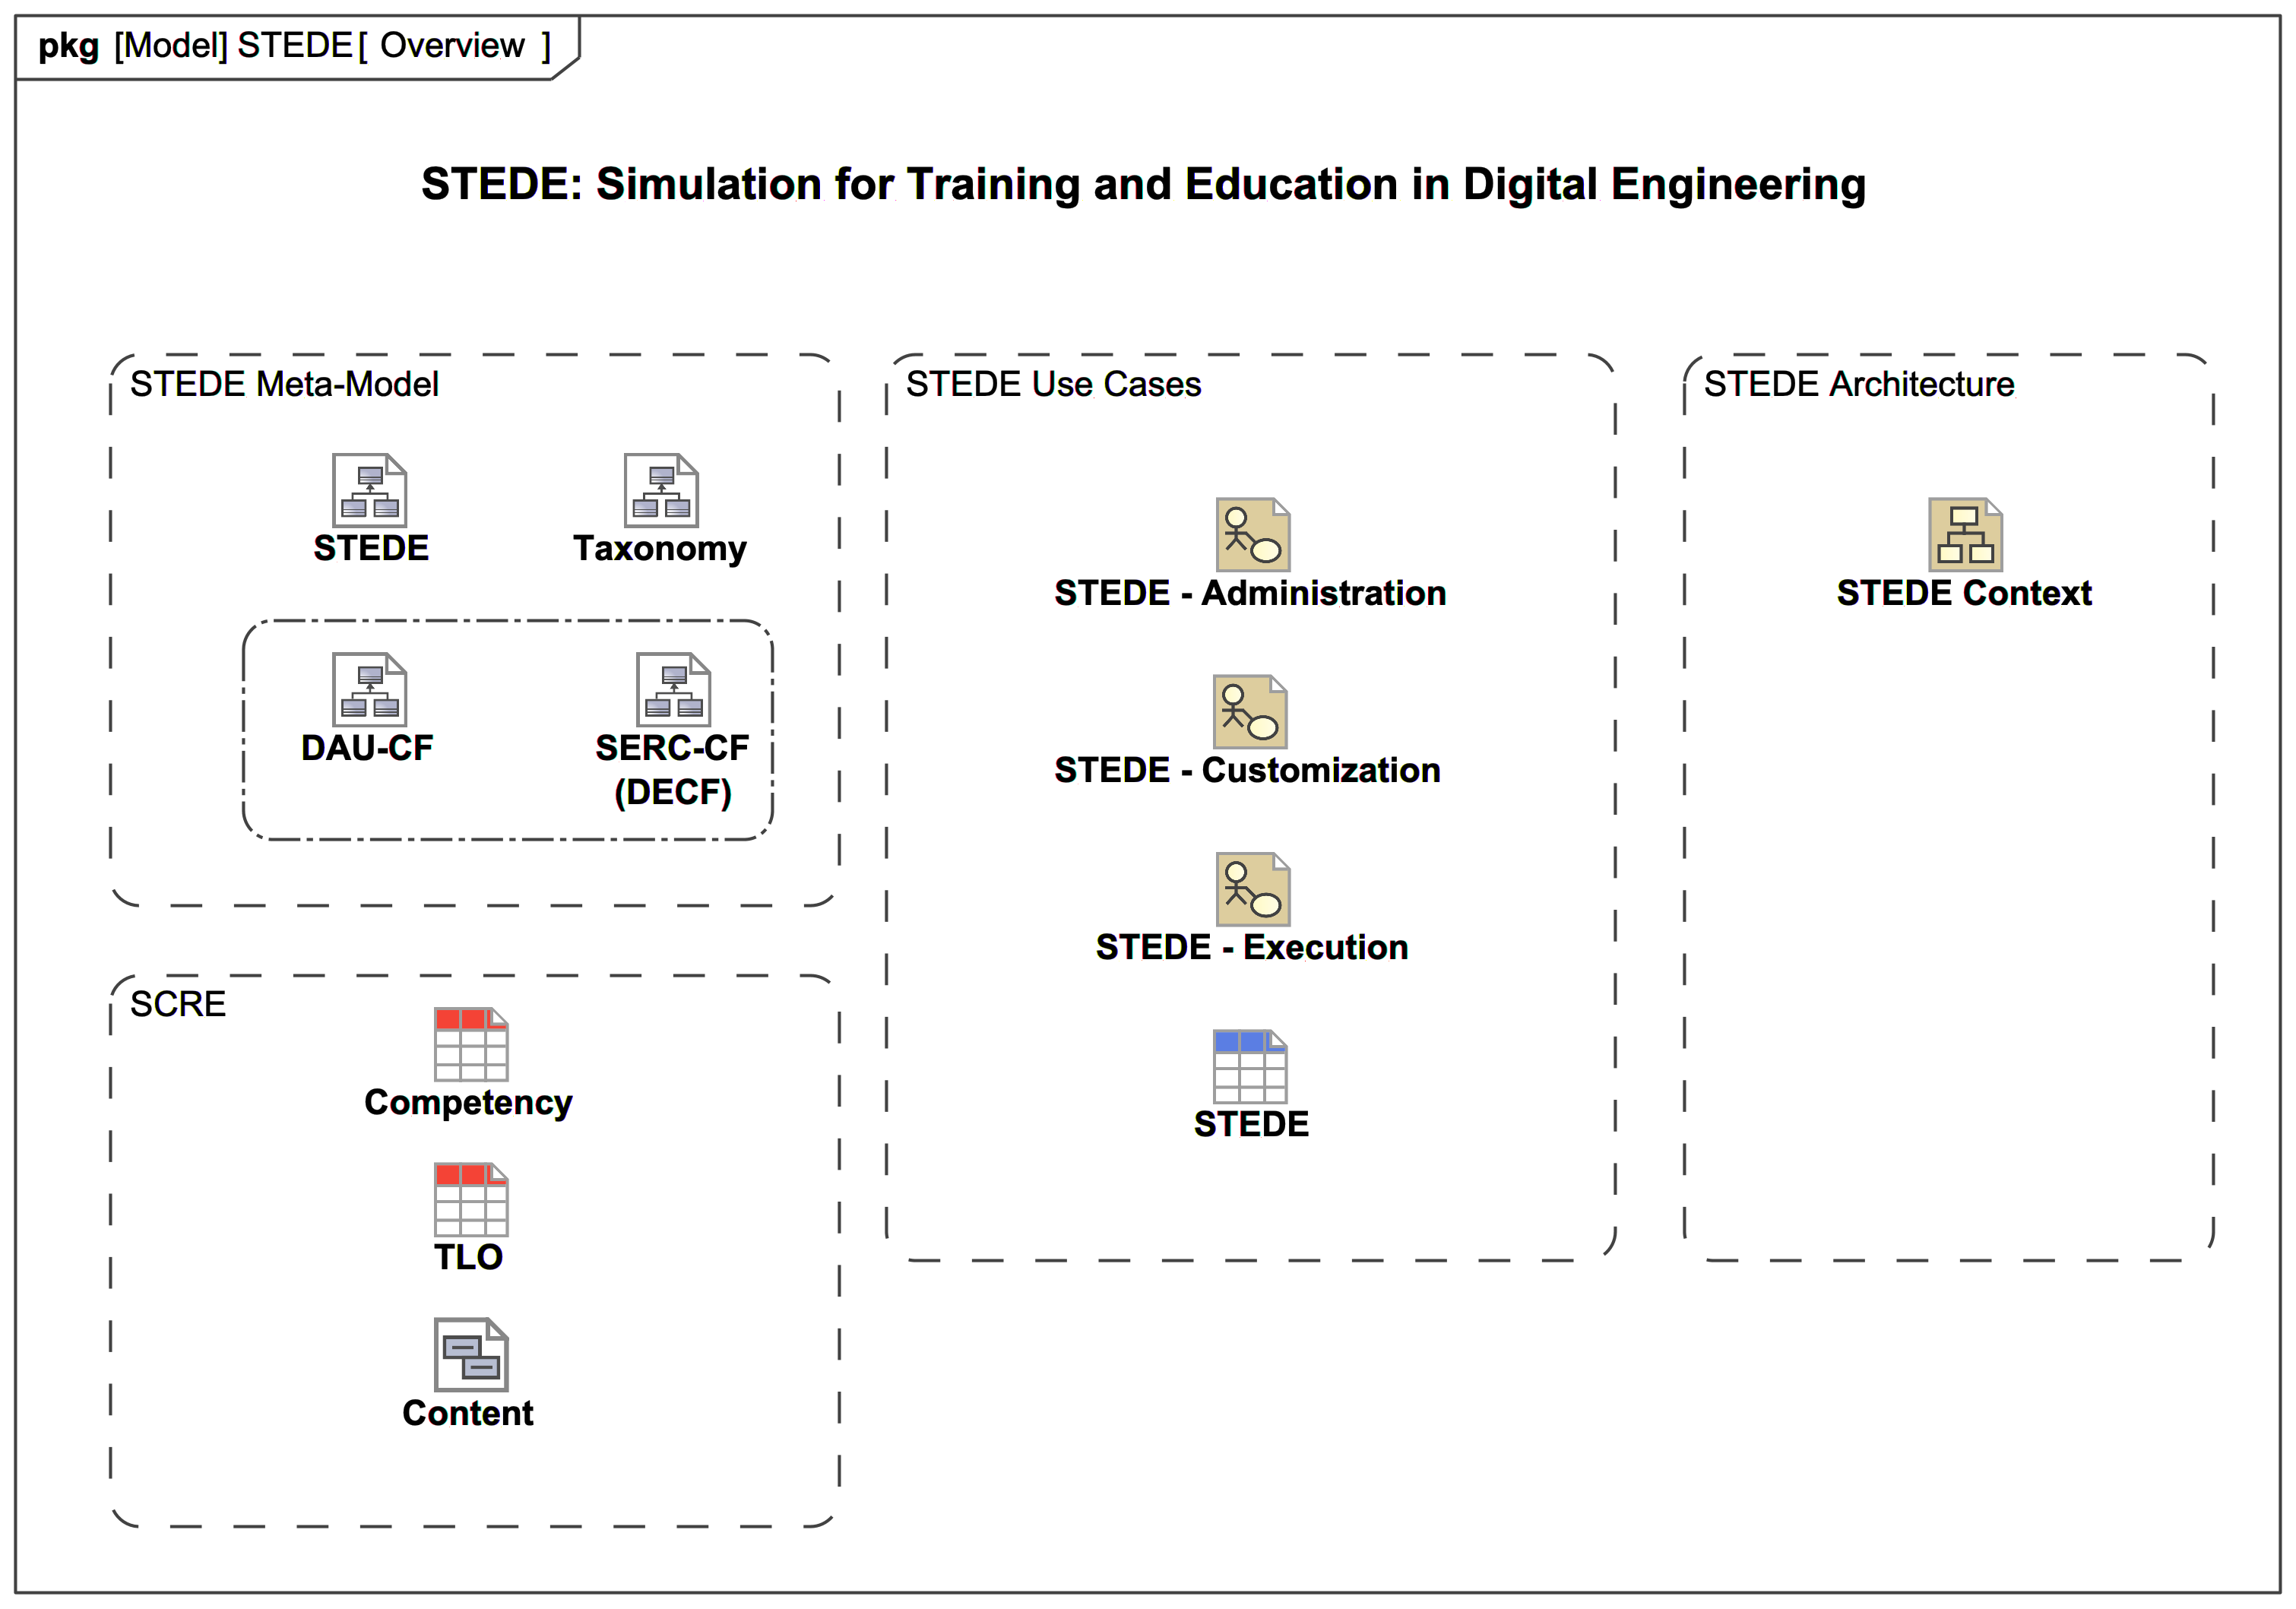 pkg [Model] STEDE[ Overview ]
STEDE: Simulation for Training and Education in Digital Engineering
STEDE Meta-Model
STEDE
Taxonomy
DAU-CF
SERC-CF
(DECF)
SCRE
Competency
TLO
Content
STEDE Use Cases
STEDE - Administration
STEDE - Customization
STEDE - Execution
STEDE
STEDE Architecture
STEDE Context